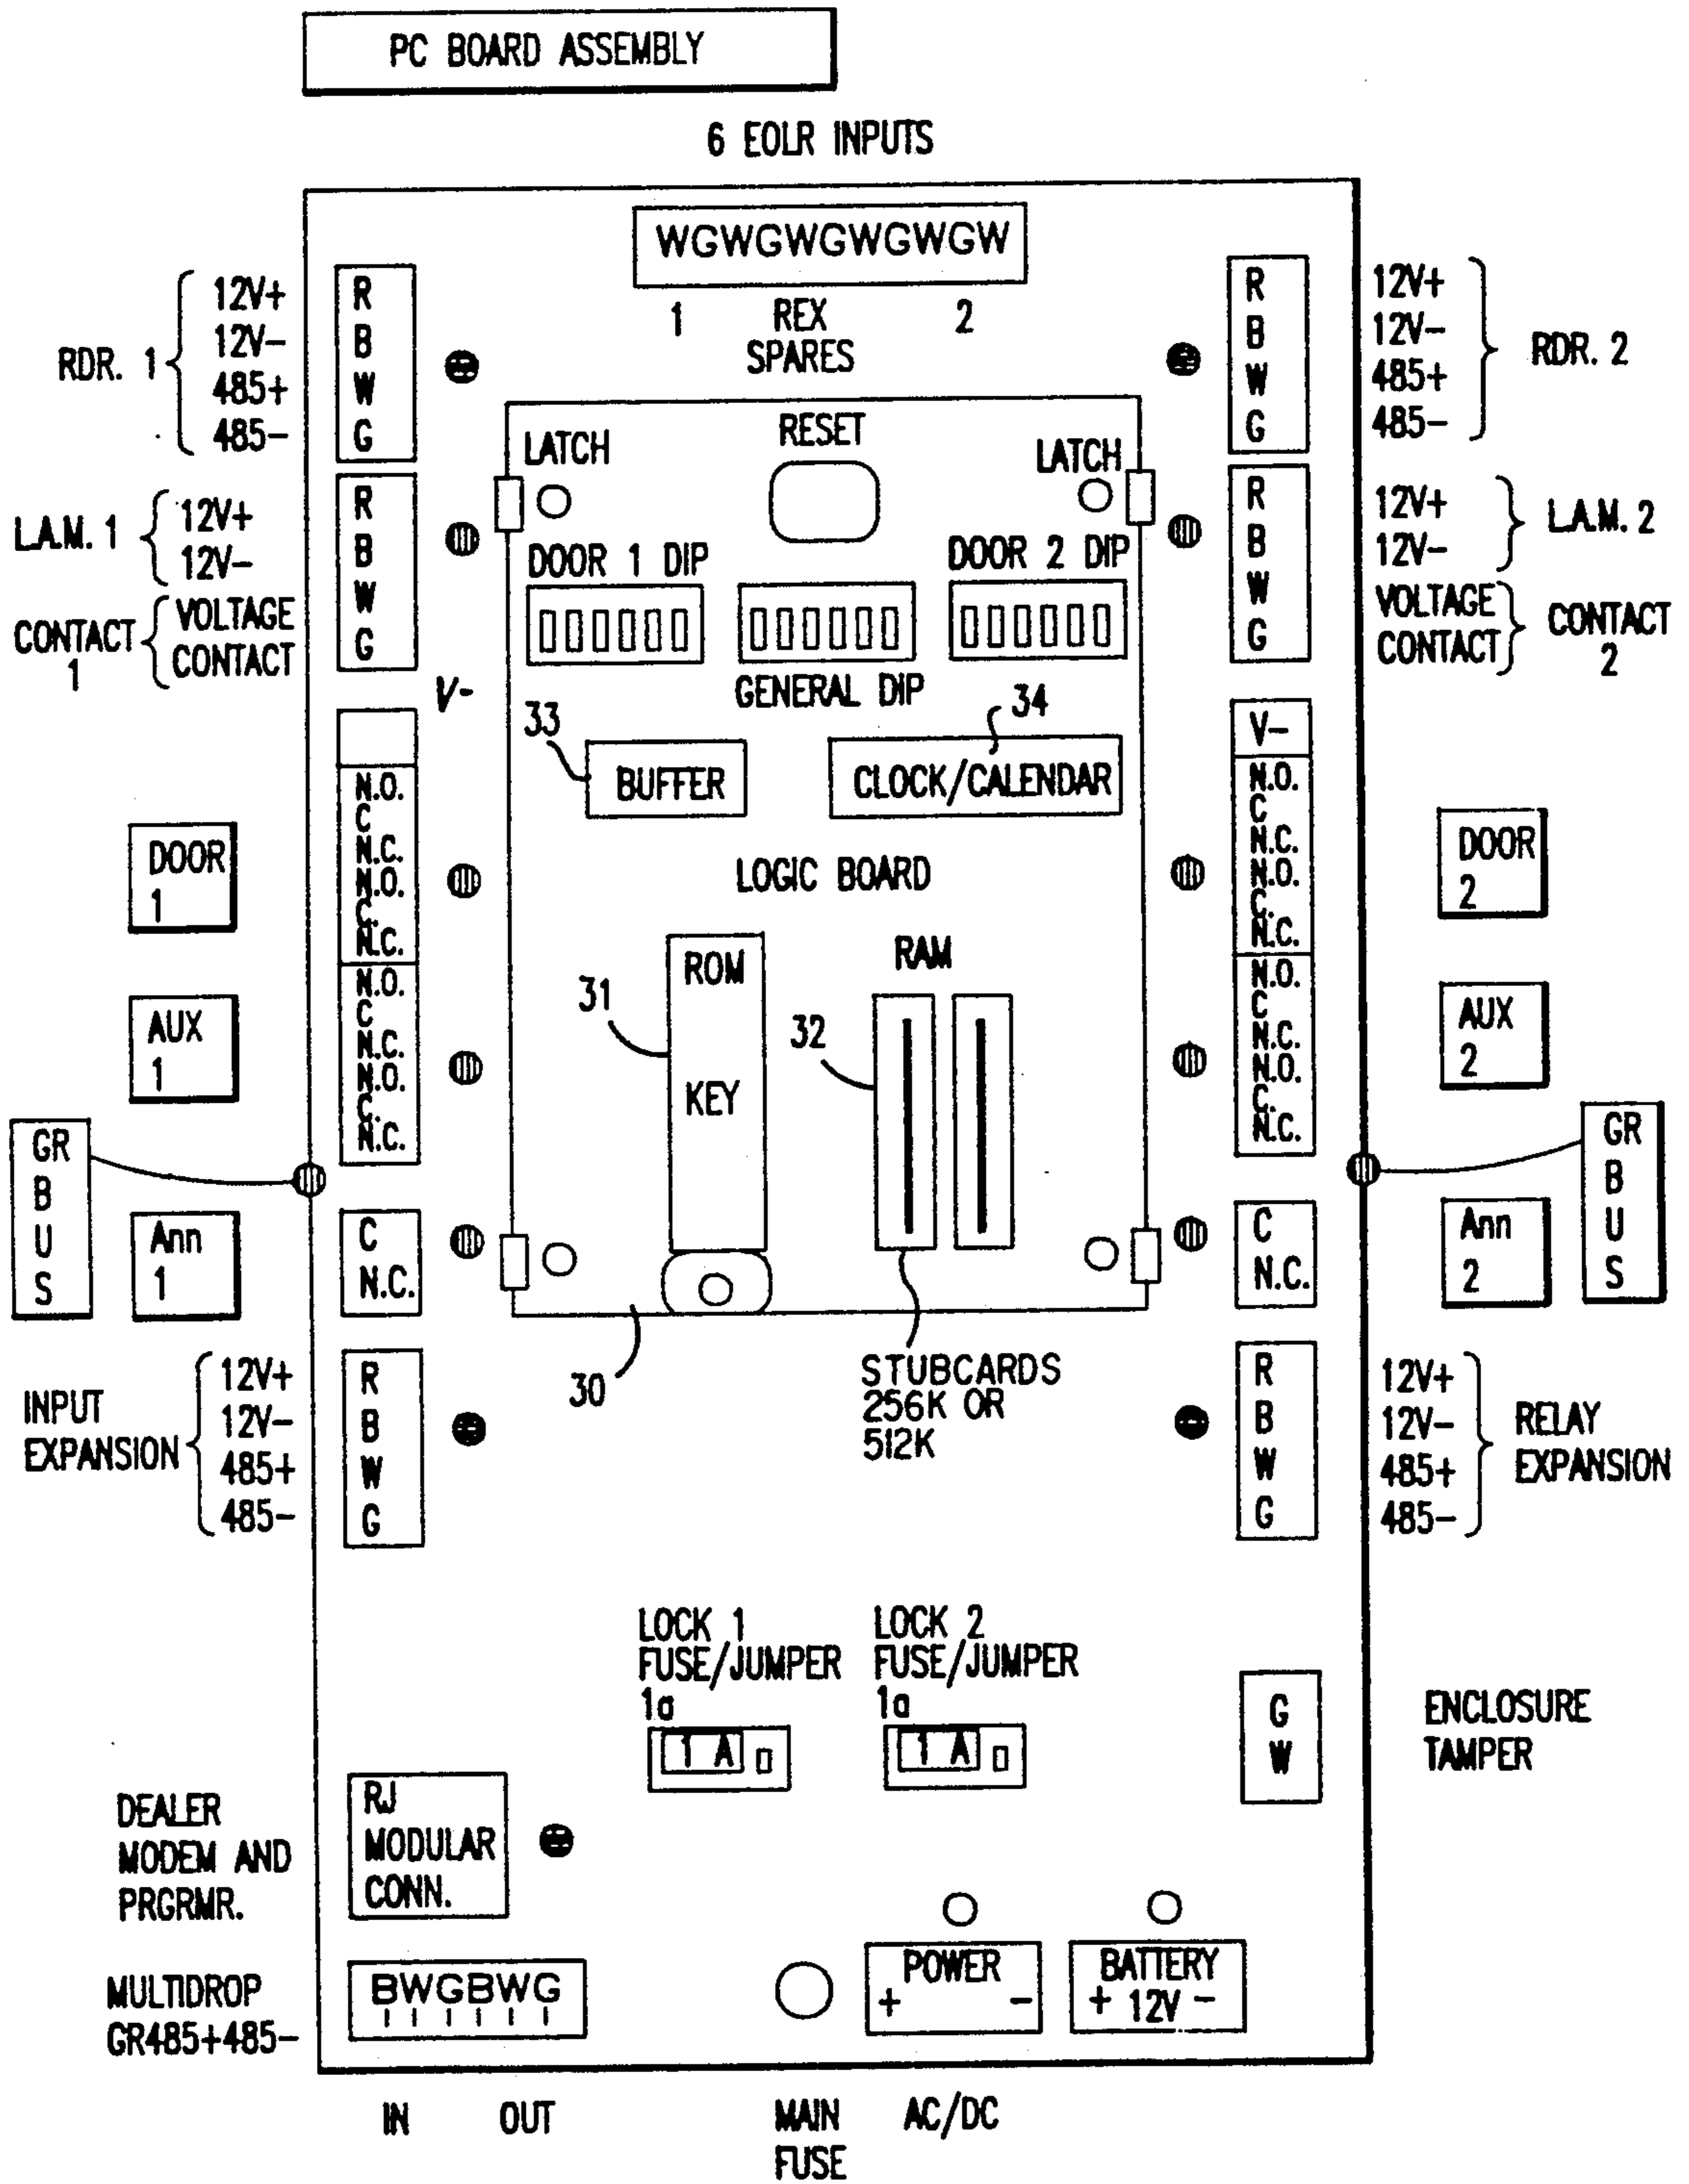 PC BOARD ASSEMBLY
6 EOLR INPUTS
WGWGWGWGWGW
1 REX 2
SPARES
RDR. 1
12V+
12V-
485+
485-
R
B
W
G
L.A.M. 1
12V+
12V-
CONTACT
1
VOLTAGE
CONTACT
R
B
W
G
V-
N.O.
C
N.C.
N.O.
C.
N.C.
N.O.
C
N.C.
N.O.
C.
N.C.
DOOR
1
AUX
1
GR
B
U
S
Ann
1
C
N.C.
INPUT
EXPANSION
12V+
12V-
485+
485-
R
B
W
G
RESET
LATCH
LATCH
DOOR 1 DIP
DOOR 2 DIP
GENERAL DIP
33
34
BUFFER
CLOCK/CALENDAR
LOGIC BOARD
ROM
KEY
RAM
31
32
30
STUBCARDS
256K OR
512K
R
B
W
G
12V+
12V-
485+
485-
RDR. 2
R
B
W
G
12V+
12V-
L.A.M. 2
VOLTAGE
CONTACT
CONTACT
2
V-
N.O.
C
N.C.
N.O.
C.
N.C.
N.O.
C
N.C.
N.O.
C.
N.C.
DOOR
2
AUX
2
GR
B
U
S
Ann
2
C
N.C.
R
B
W
G
12V+
12V-
485+
485-
RELAY
EXPANSION
LOCK 1
FUSE/JUMPER
1a
1 A
LOCK 2
FUSE/JUMPER
1a
1 A
G
W
ENCLOSURE
TAMPER
DEALER
MODEM AND
PRGRMR.
RJ
MODULAR
CONN.
MULTIDROP
GR485+485-
BWGBWG
POWER
+ -
BATTERY
+ 12V -
IN OUT
MAIN
FUSE
AC/DC